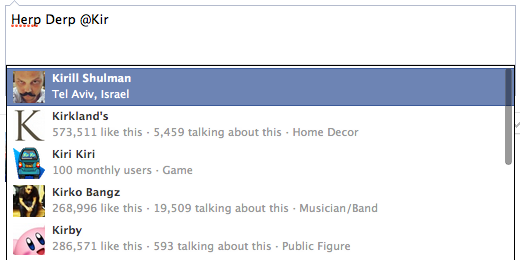 Herp Derp @Kir
Kirill Shulman
Tel Aviv, Israel
K
Kirkland's
573,511 like this · 5,459 talking about this · Home Decor
Kiri Kiri
100 monthly users · Game
Kirko Bangz
268,996 like this · 19,509 talking about this · Musician/Band
Kirby
286,571 like this · 593 talking about this · Public Figure